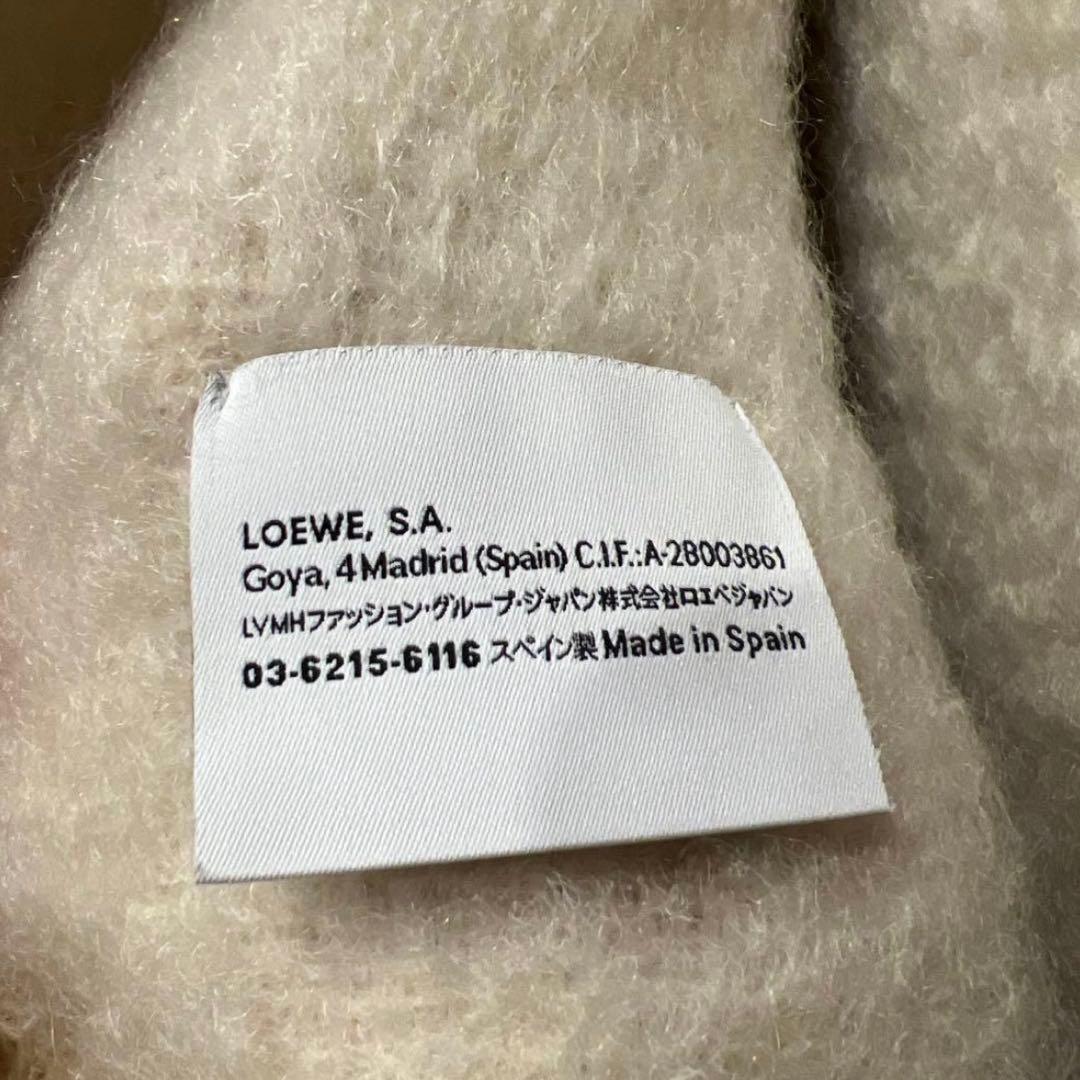 LOEWE, S.A.
Goya, 4 Madrid (Spain) C.I.F.:A-28003861
LVMHファッション・グループ・ジャパン株式会社ロエベジャパン
03-6215-6116 スペイン製 Made in Spain